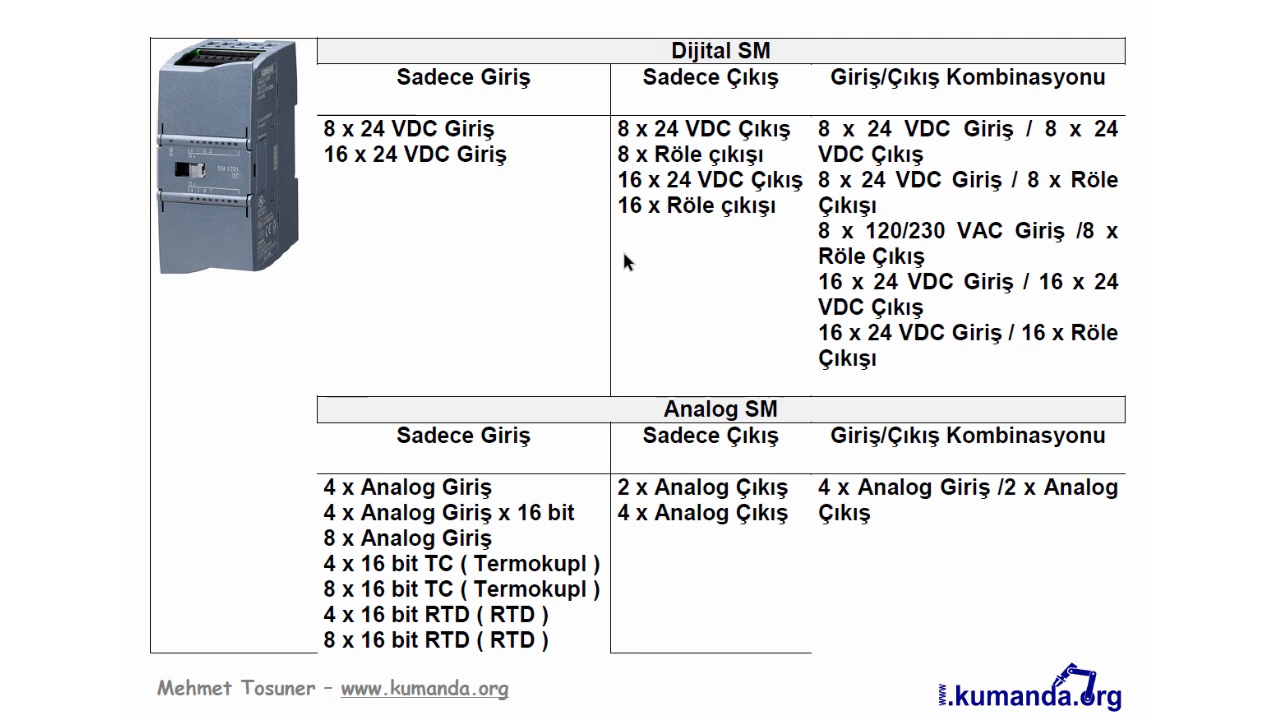 Dijital SM
Sadece Giriş
Sadece Çıkış
Giriş/Çıkış Kombinasyonu
8 x 24 VDC Giriş
16 x 24 VDC Giriş
8 x 24 VDC Çıkış
8 x Röle çıkışı
16 x 24 VDC Çıkış
16 x Röle çıkışı
8 x 24 VDC Giriş / 8 x 24
VDC Çıkış
8 x 24 VDC Giriş / 8 x Röle
Çıkışı
8 x 120/230 VAC Giriş /8 x
Röle Çıkışı
16 x 24 VDC Giriş / 16 x 24
VDC Çıkış
16 x 24 VDC Giriş / 16 x Röle
Çıkışı
Analog SM
Sadece Giriş
Sadece Çıkış
Giriş/Çıkış Kombinasyonu
4 x Analog Giriş
4 x Analog Giriş x 16 bit
8 x Analog Giriş
4 x 16 bit TC ( Termokupl )
8 x 16 bit TC ( Termokupl )
4 x 16 bit RTD ( RTD )
8 x 16 bit RTD ( RTD )
2 x Analog Çıkış
4 x Analog Çıkış
4 x Analog Giriş /2 x Analog
Çıkış
SM 1221
Mehmet Tosuner – www.kumanda.org
www.kumanda.org